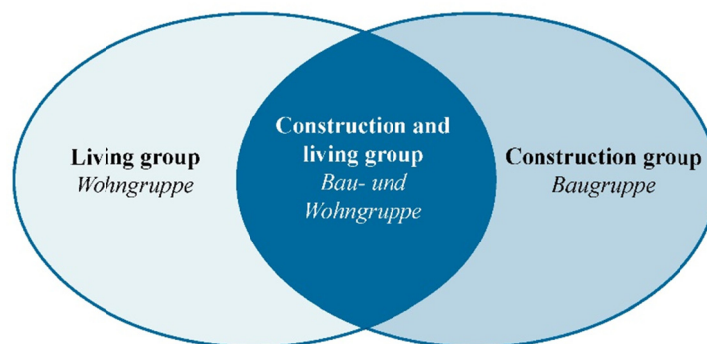 Living group
Wohngruppe
Construction and
living group
Bau- und
Wohngruppe
Construction group
Baugruppe